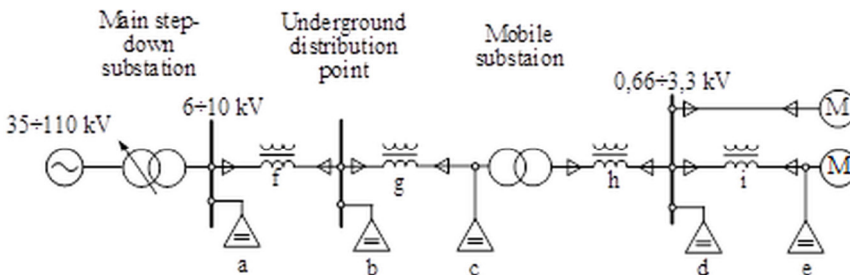 Main step-
down
substation
Underground
distribution
point
Mobile
substaion
35÷110 kV
6÷10 kV
0,66÷3,3 kV
M
M
f
g
h
i
a
b
c
d
e